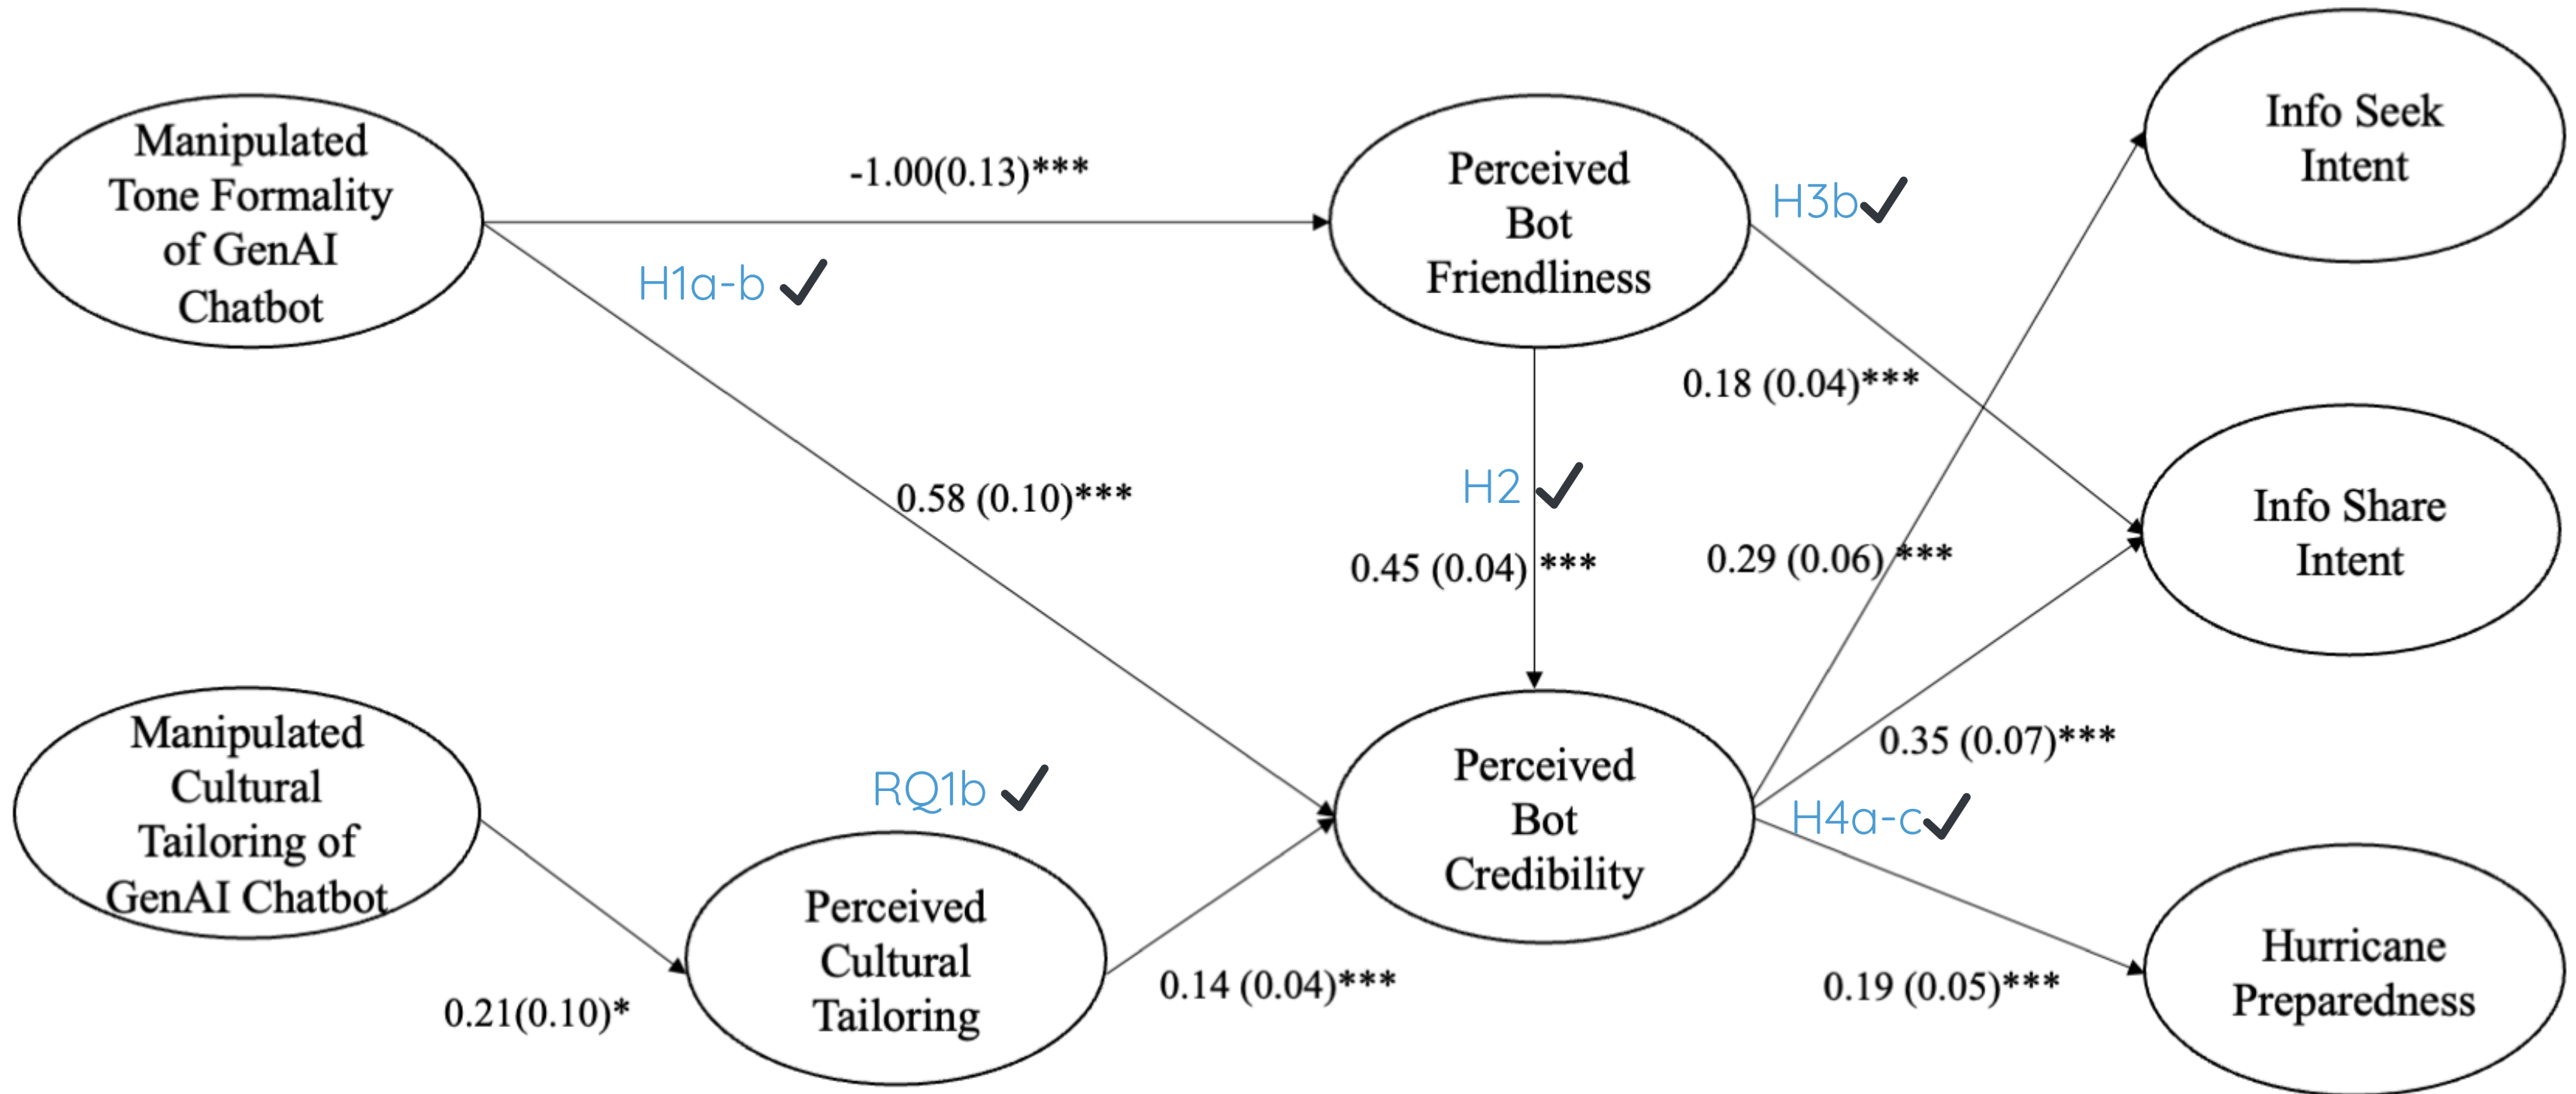 Manipulated
Tone Formality
of GenAI
Chatbot
-1.00(0.13)***
H1a-b ✓
Perceived
Bot
Friendliness
H3b✓
Info Seek
Intent
0.18 (0.04)***
0.58 (0.10)***
H2 ✓
0.45 (0.04) ***
0.29 (0.06) ***
Info Share
Intent
Manipulated
Cultural
Tailoring of
GenAI Chatbot
RQ1b ✓
Perceived
Cultural
Tailoring
Perceived
Bot
Credibility
0.35 (0.07)***
H4a-c✓
0.21(0.10)*
0.14 (0.04)***
0.19 (0.05)***
Hurricane
Preparedness